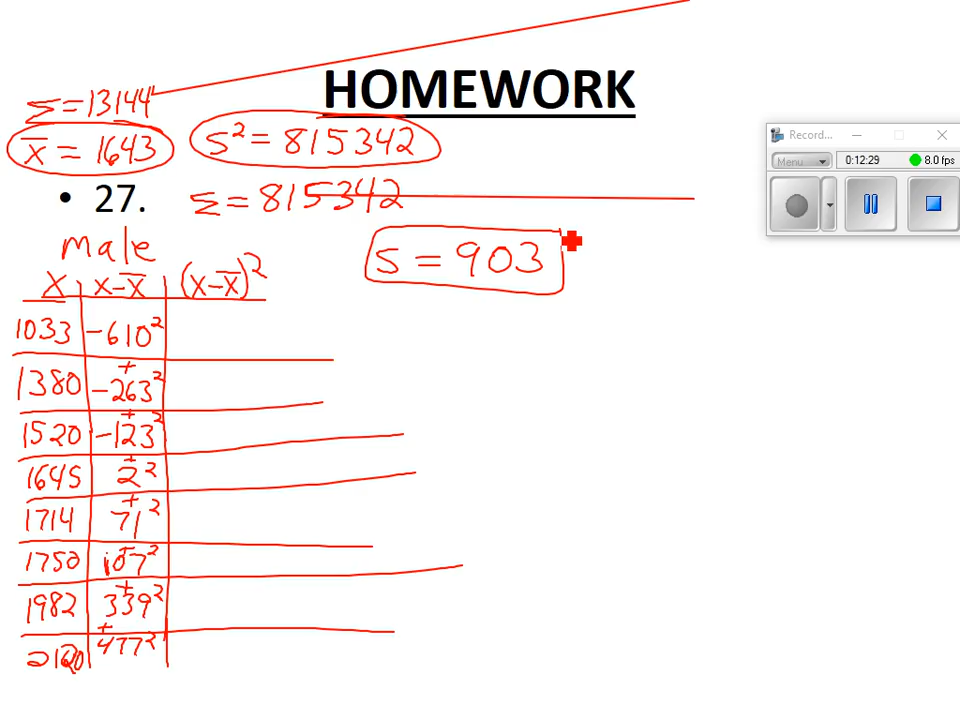 HOMEWORK
Σ = 13144
x̄ = 1643
s² = 815342
• 27.
Σ = 815342
s = 903
male
x x-x̄ (x-x̄)²
1033 -610²
+
1380 -263²
+
1520 -123²
+
1645 2²
+
1714 71²
+
1750 107²
+
1982 339²
+
2120 477²
Record...
Menu
0:12:29
8.0 fps